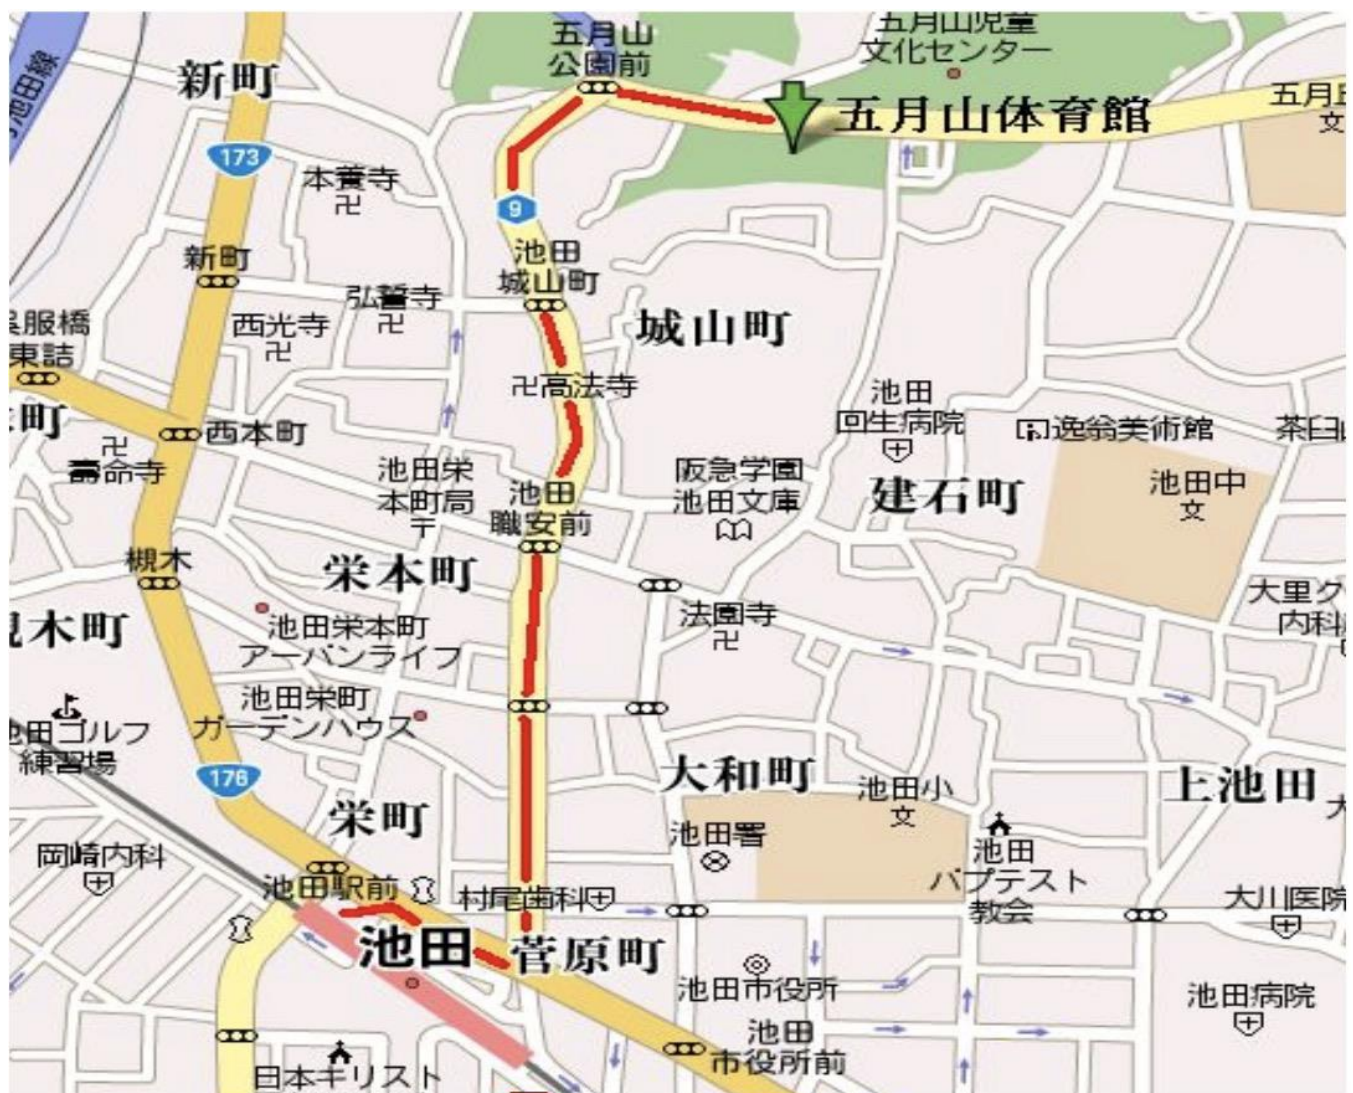 五月山児童
文化センター
五月山
公園前
新町
五月山体育館
173
本養寺
9
池田
城山町
新町
弘誓寺
西光寺
呉服橋
東詰
城山町
高法寺
池田
回生病院
逸翁美術館
茶臼山
西本町
壽命寺
池田栄
本町局
池田
職安前
阪急学園
池田文庫
建石町
池田中
文
槻木
栄本町
法園寺
大里ク
内科
槻木町
池田栄本町
アーバンライフ
池田栄町
ガーデンハウス
池田ゴルフ
練習場
176
大和町
池田小
文
上池田
栄町
池田署
岡崎内科
池田駅前
村尾歯科
池田
バプテスト
教会
大川医院
池田
菅原町
池田市役所
池田病院
池田
市役所前
日本キリスト